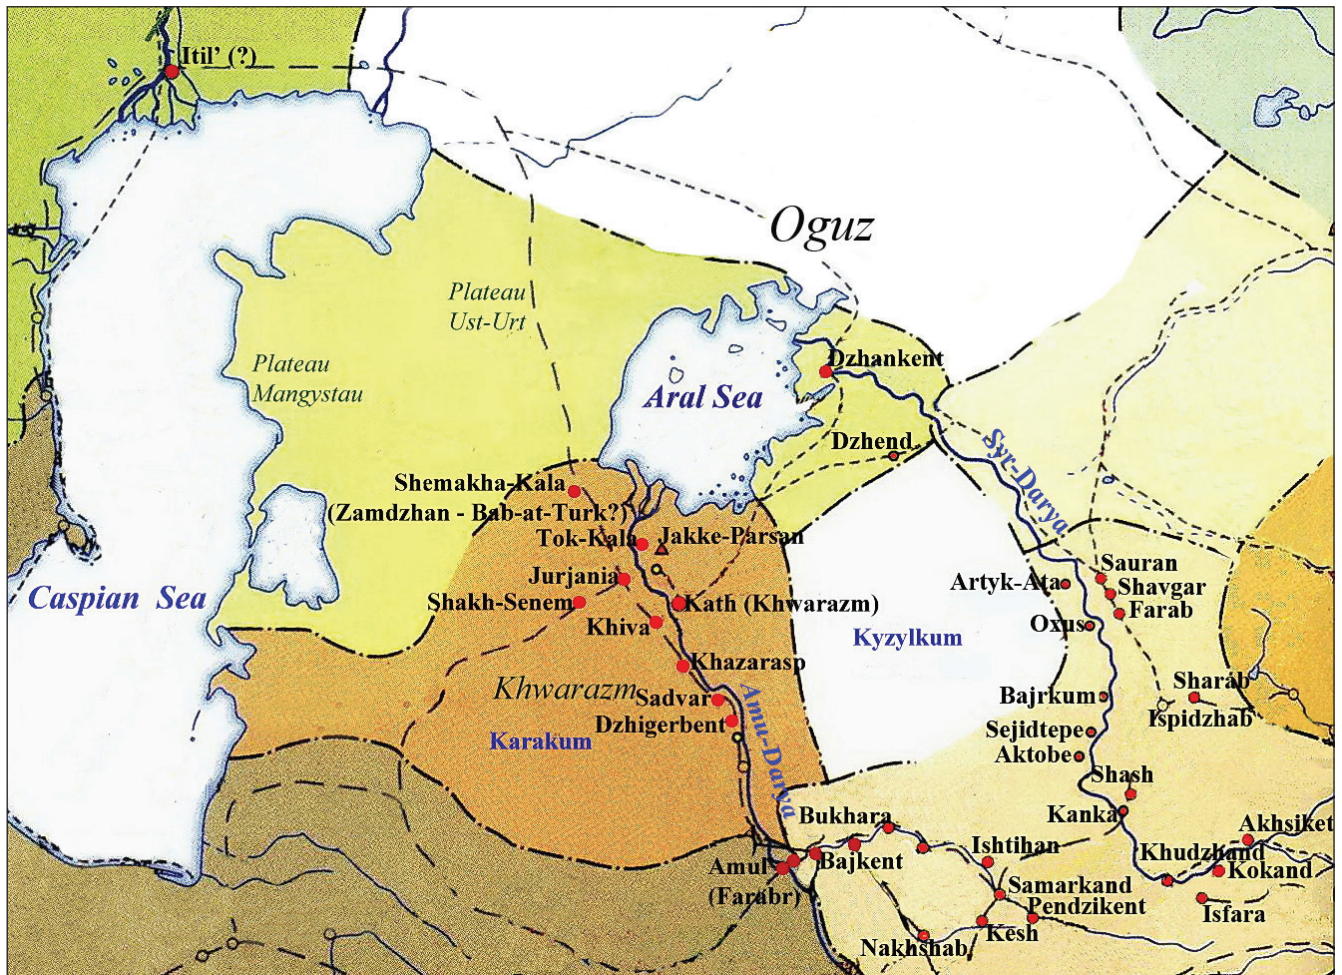 Itil' (?)
Oguz
Plateau
Ust-Urt
Plateau
Mangystau
Aral Sea
Dzhankent
Dzhend
Syr-Darya
Shemakha-Kala
(Zamdzhan - Bab-at-Turk?)
Tok-Kala
Jakke-Parsan
Jurjania
Shakh-Senem
Kath (Khwarazm)
Khiva
Caspian Sea
Kyzylkum
Artyk-Ata
Sauran
Shavgar
Farab
Oxus
Khazarasp
Khwarazm
Sadvar
Dzhigerbent
Karakum
Amu-Darya
Bajrkum
Sharab
Ispidzhab
Sejidtepe
Aktobe
Shash
Kanka
Bukhara
Akhsiket
Amul
(Farabr)
Bajkent
Ishtihan
Khudzhand
Kokand
Samarkand
Pendzikent
Isfara
Kesh
Nakhshab